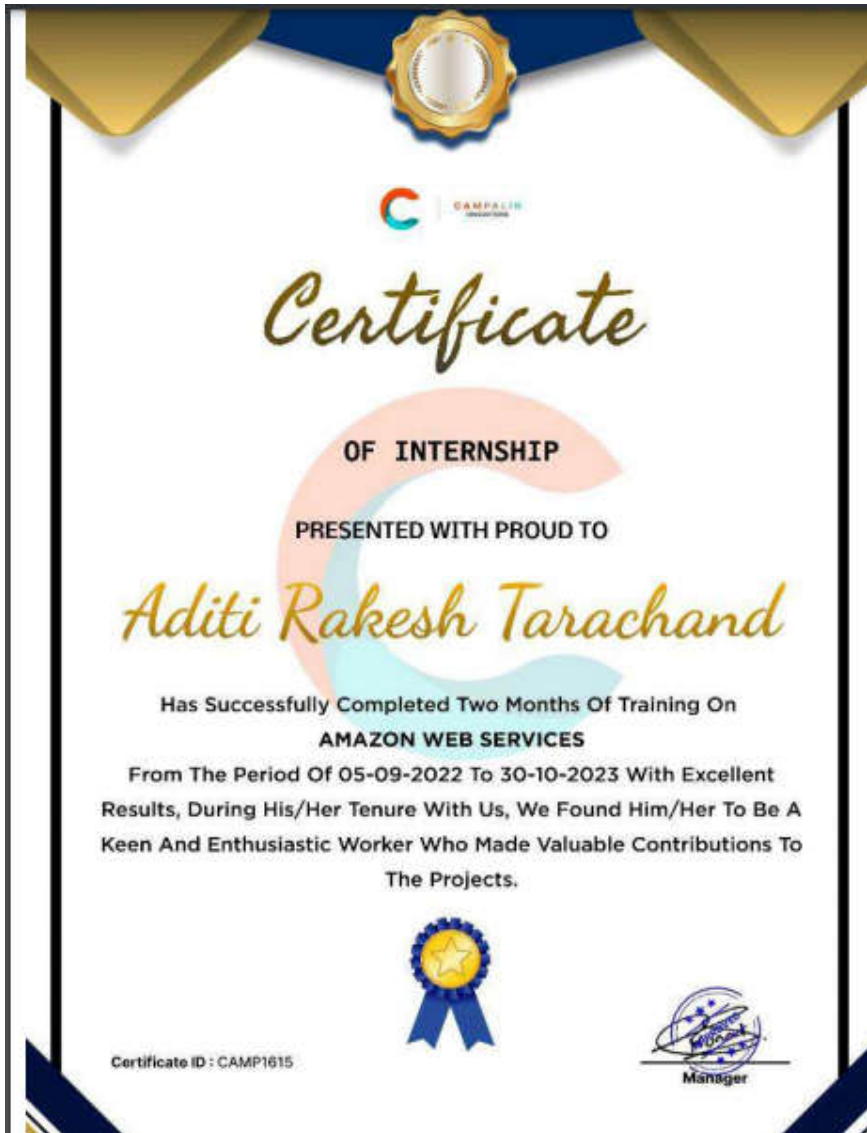 CAMPALIN
INNOVATIONS
Certificate
OF INTERNSHIP
PRESENTED WITH PROUD TO
Aditi Rakesh Tarachand
Has Successfully Completed Two Months Of Training On
AMAZON WEB SERVICES
From The Period Of 05-09-2022 To 30-10-2023 With Excellent
Results, During His/Her Tenure With Us, We Found Him/Her To Be A
Keen And Enthusiastic Worker Who Made Valuable Contributions To
The Projects.
Certificate ID : CAMP1615
Manager